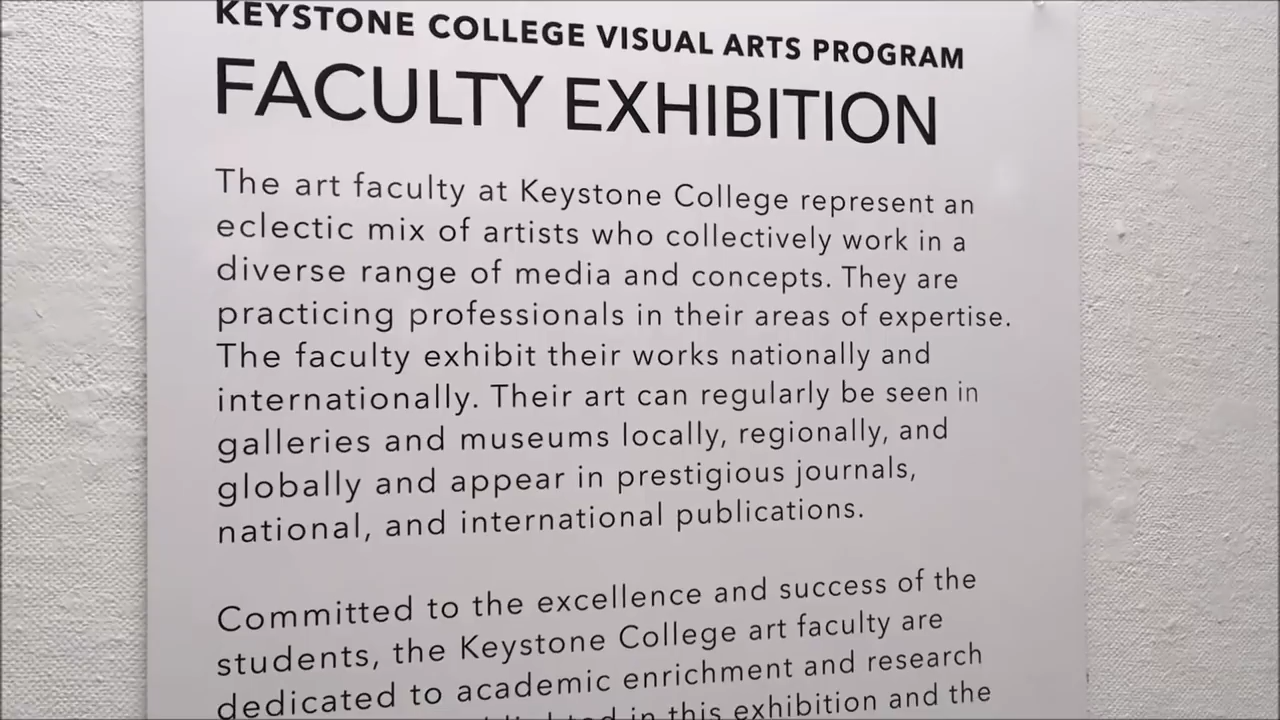 KEYSTONE COLLEGE VISUAL ARTS PROGRAM
FACULTY EXHIBITION
The art faculty at Keystone College represent an
eclectic mix of artists who collectively work in a
diverse range of media and concepts. They are
practicing professionals in their areas of expertise.
The faculty exhibit their works nationally and
internationally. Their art can regularly be seen in
galleries and museums locally, regionally, and
globally and appear in prestigious journals,
national, and international publications.
Committed to the excellence and success of the
students, the Keystone College art faculty are
dedicated to academic enrichment and research
in this exhibition and the